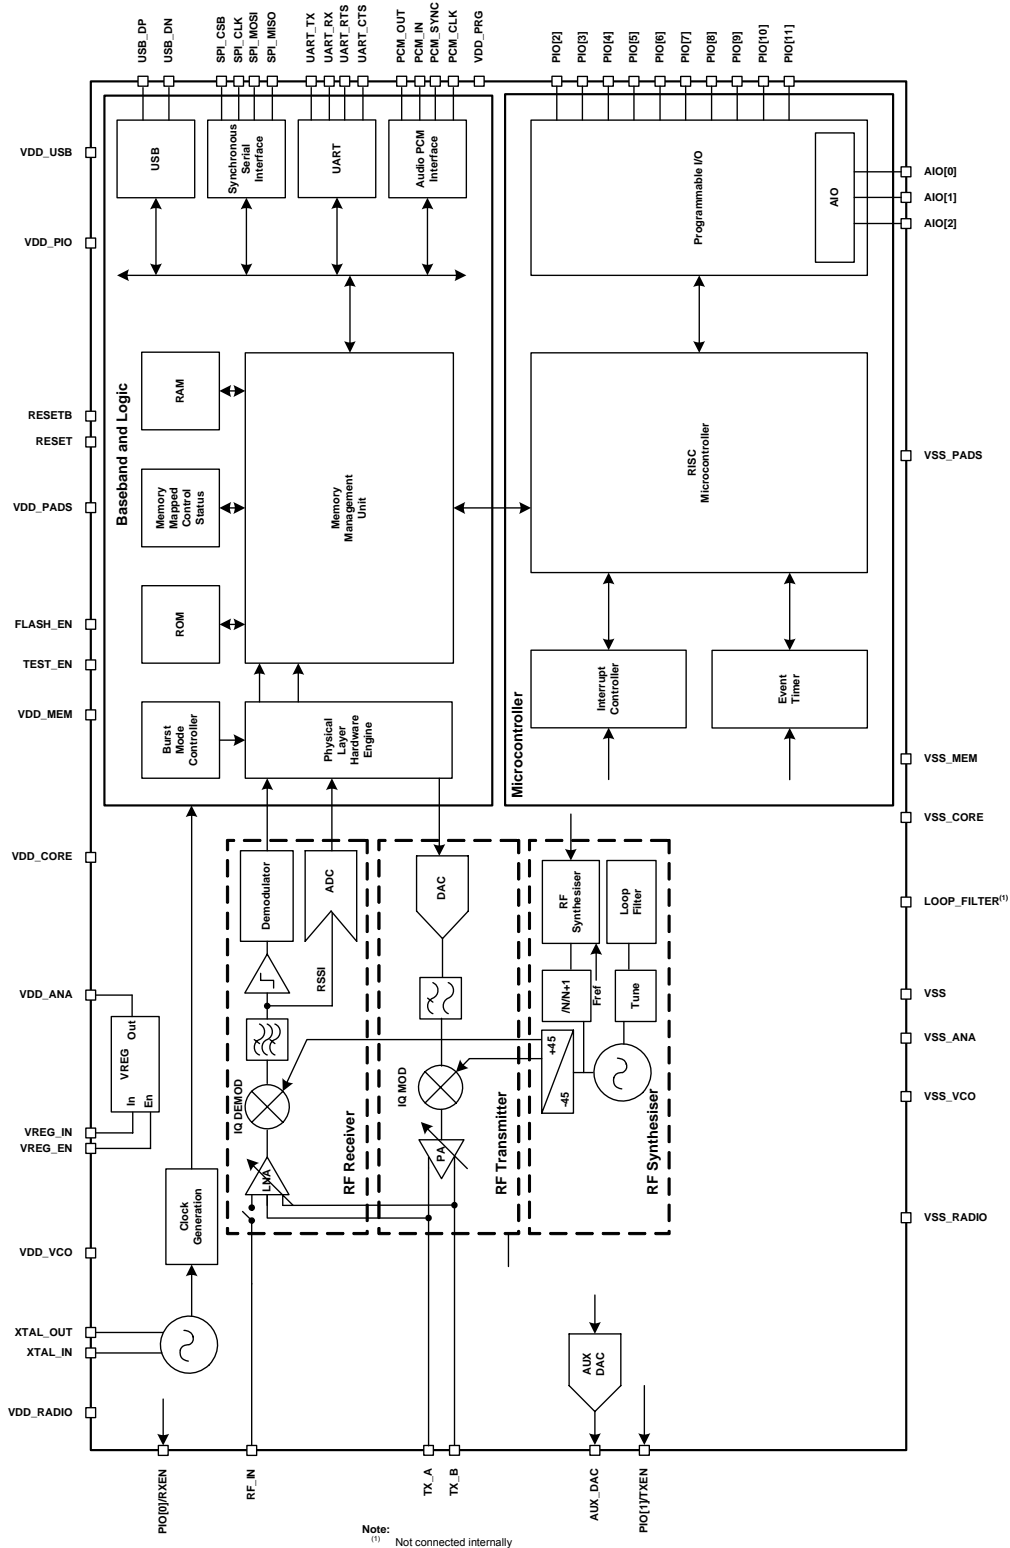 USB_DP
USB_DN
SPI_CSB
SPI_CLK
SPI_MOSI
SPI_MISO
UART_TX
UART_RX
UART_RTS
UART_CTS
PCM_OUT
PCM_IN
PCM_SYNC
PCM_CLK
VDD_PRG
PIO[2]
PIO[3]
PIO[4]
PIO[5]
PIO[6]
PIO[7]
PIO[8]
PIO[9]
PIO[10]
PIO[11]
VDD_USB
VDD_PIO
RESETB
RESET
VDD_PADS
FLASH_EN
TEST_EN
VDD_MEM
VDD_CORE
VDD_ANA
VREG_IN
VREG_EN
VDD_VCO
XTAL_OUT
XTAL_IN
VDD_RADIO
USB
Synchronous
Serial
Interface
UART
Audio PCM
Interface
Baseband and Logic
RAM
Memory
Mapped
Control
Status
ROM
Memory
Management
Unit
Burst
Mode
Controller
Physical
Layer
Hardware
Engine
Programmable I/O
AIO
RISC
Microcontroller
Interrupt
Controller
Event
Timer
Microcontroller
AIO[0]
AIO[1]
AIO[2]
VSS_PADS
VSS_MEM
VSS_CORE
LOOP_FILTER(1)
VSS
VSS_ANA
VSS_VCO
VSS_RADIO
Demodulator
ADC
RSSI
IQ DEMOD
LNA
RF Receiver
DAC
IQ MOD
PA
RF Transmitter
RF
Synthesiser
Loop
Filter
/N/N+1
Fref
Tune
+45
-45
RF Synthesiser
VREG
Out
In
En
Clock
Generation
AUX
DAC
PIO[0]/RXEN
RF_IN
TX_A
TX_B
AUX_DAC
PIO[1]/TXEN
Note:
(1) Not connected internally